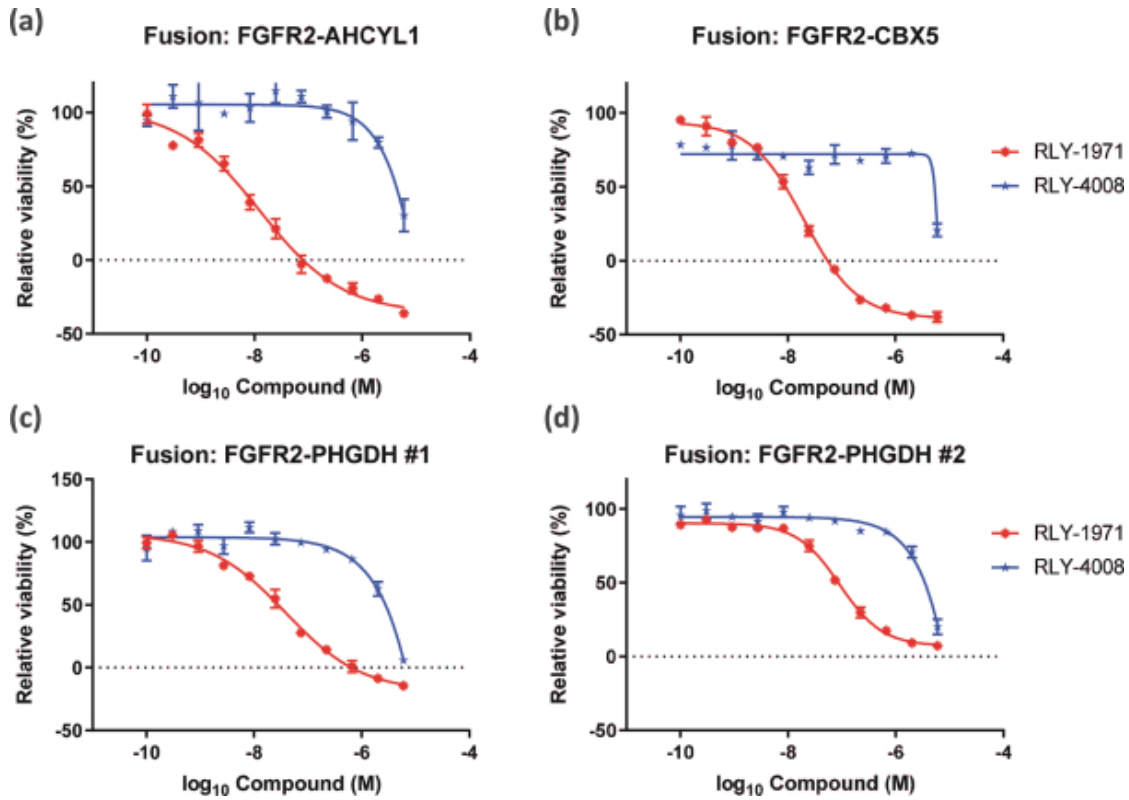 (a)
Fusion: FGFR2-AHCYL1
Relative viability (%)
100
50
0
-50
-10
-8
-6
-4
log10 Compound (M)
(b)
Fusion: FGFR2-CBX5
Relative viability (%)
100
50
0
-50
-10
-8
-6
-4
log10 Compound (M)
RLY-1971
RLY-4008
(c)
Fusion: FGFR2-PHGDH #1
Relative viability (%)
150
100
50
0
-50
-10
-8
-6
-4
log10 Compound (M)
(d)
Fusion: FGFR2-PHGDH #2
Relative viability (%)
100
50
0
-50
-10
-8
-6
-4
log10 Compound (M)
RLY-1971
RLY-4008